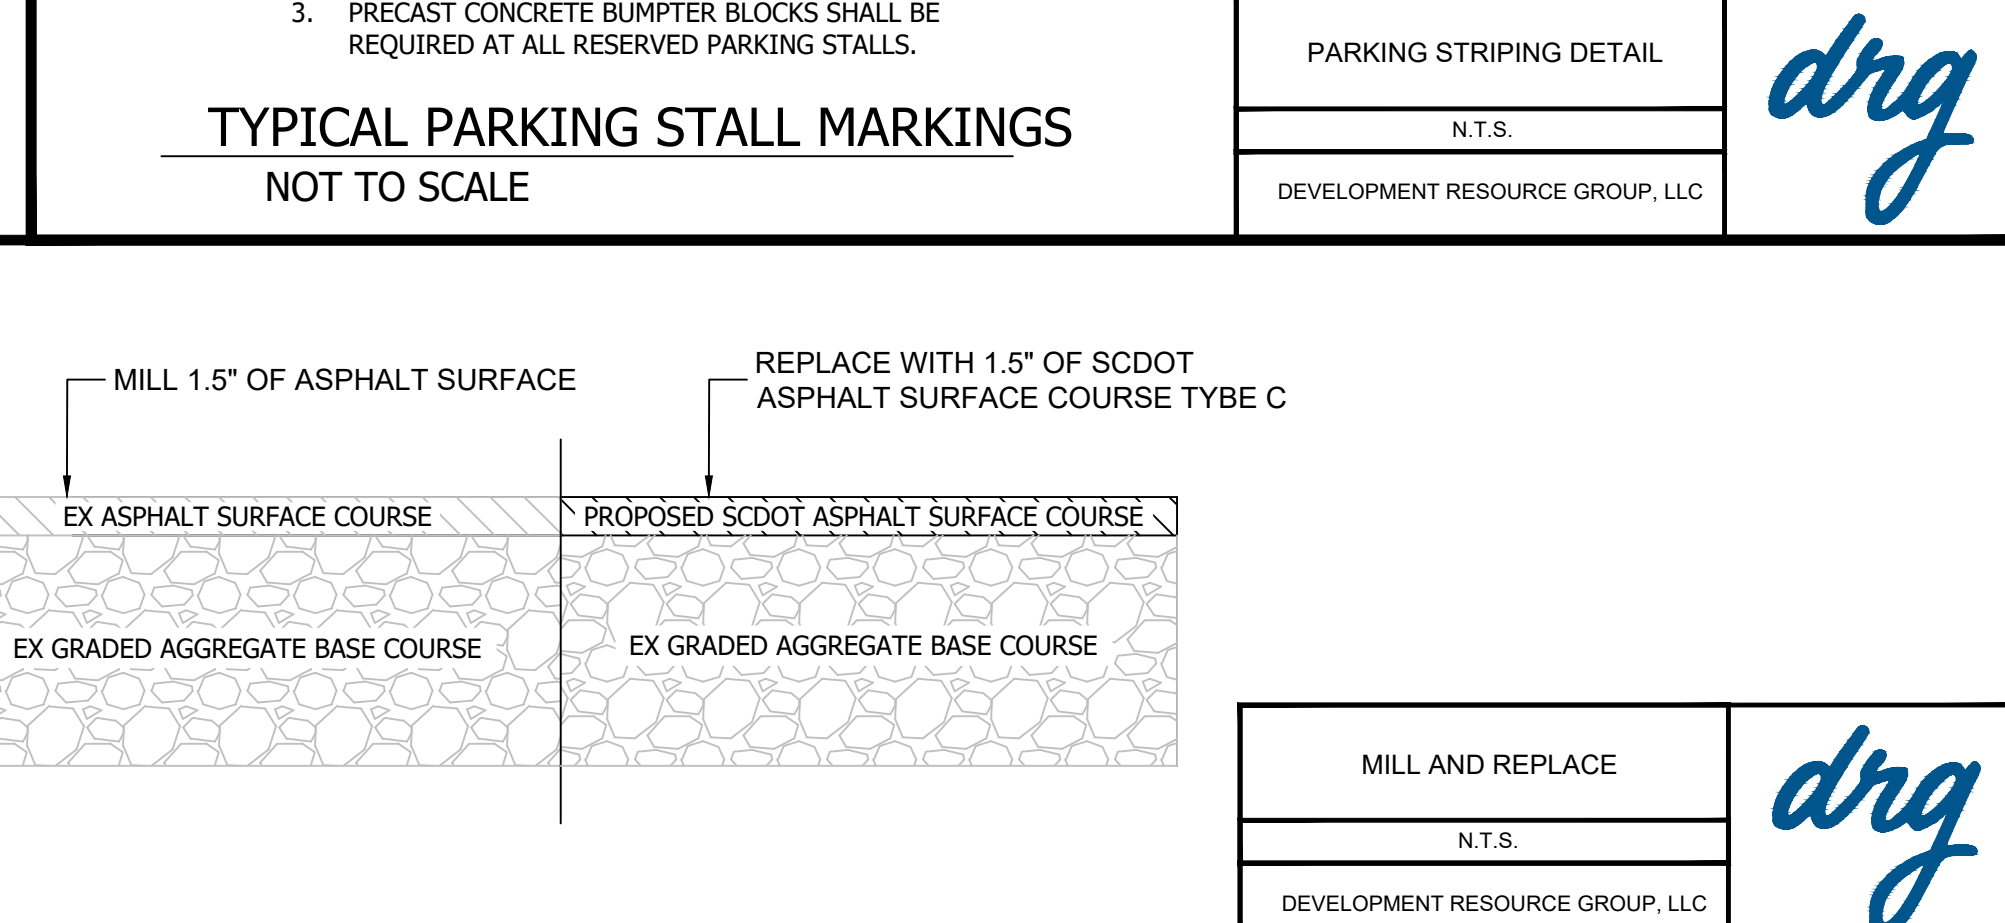 3. PRECAST CONCRETE BUMPTER BLOCKS SHALL BE
REQUIRED AT ALL RESERVED PARKING STALLS.
TYPICAL PARKING STALL MARKINGS
NOT TO SCALE
PARKING STRIPING DETAIL
N.T.S.
DEVELOPMENT RESOURCE GROUP, LLC
drg
MILL 1.5" OF ASPHALT SURFACE
REPLACE WITH 1.5" OF SCDOT
ASPHALT SURFACE COURSE TYBE C
EX ASPHALT SURFACE COURSE
PROPOSED SCDOT ASPHALT SURFACE COURSE
EX GRADED AGGREGATE BASE COURSE
EX GRADED AGGREGATE BASE COURSE
MILL AND REPLACE
N.T.S.
DEVELOPMENT RESOURCE GROUP, LLC
drg